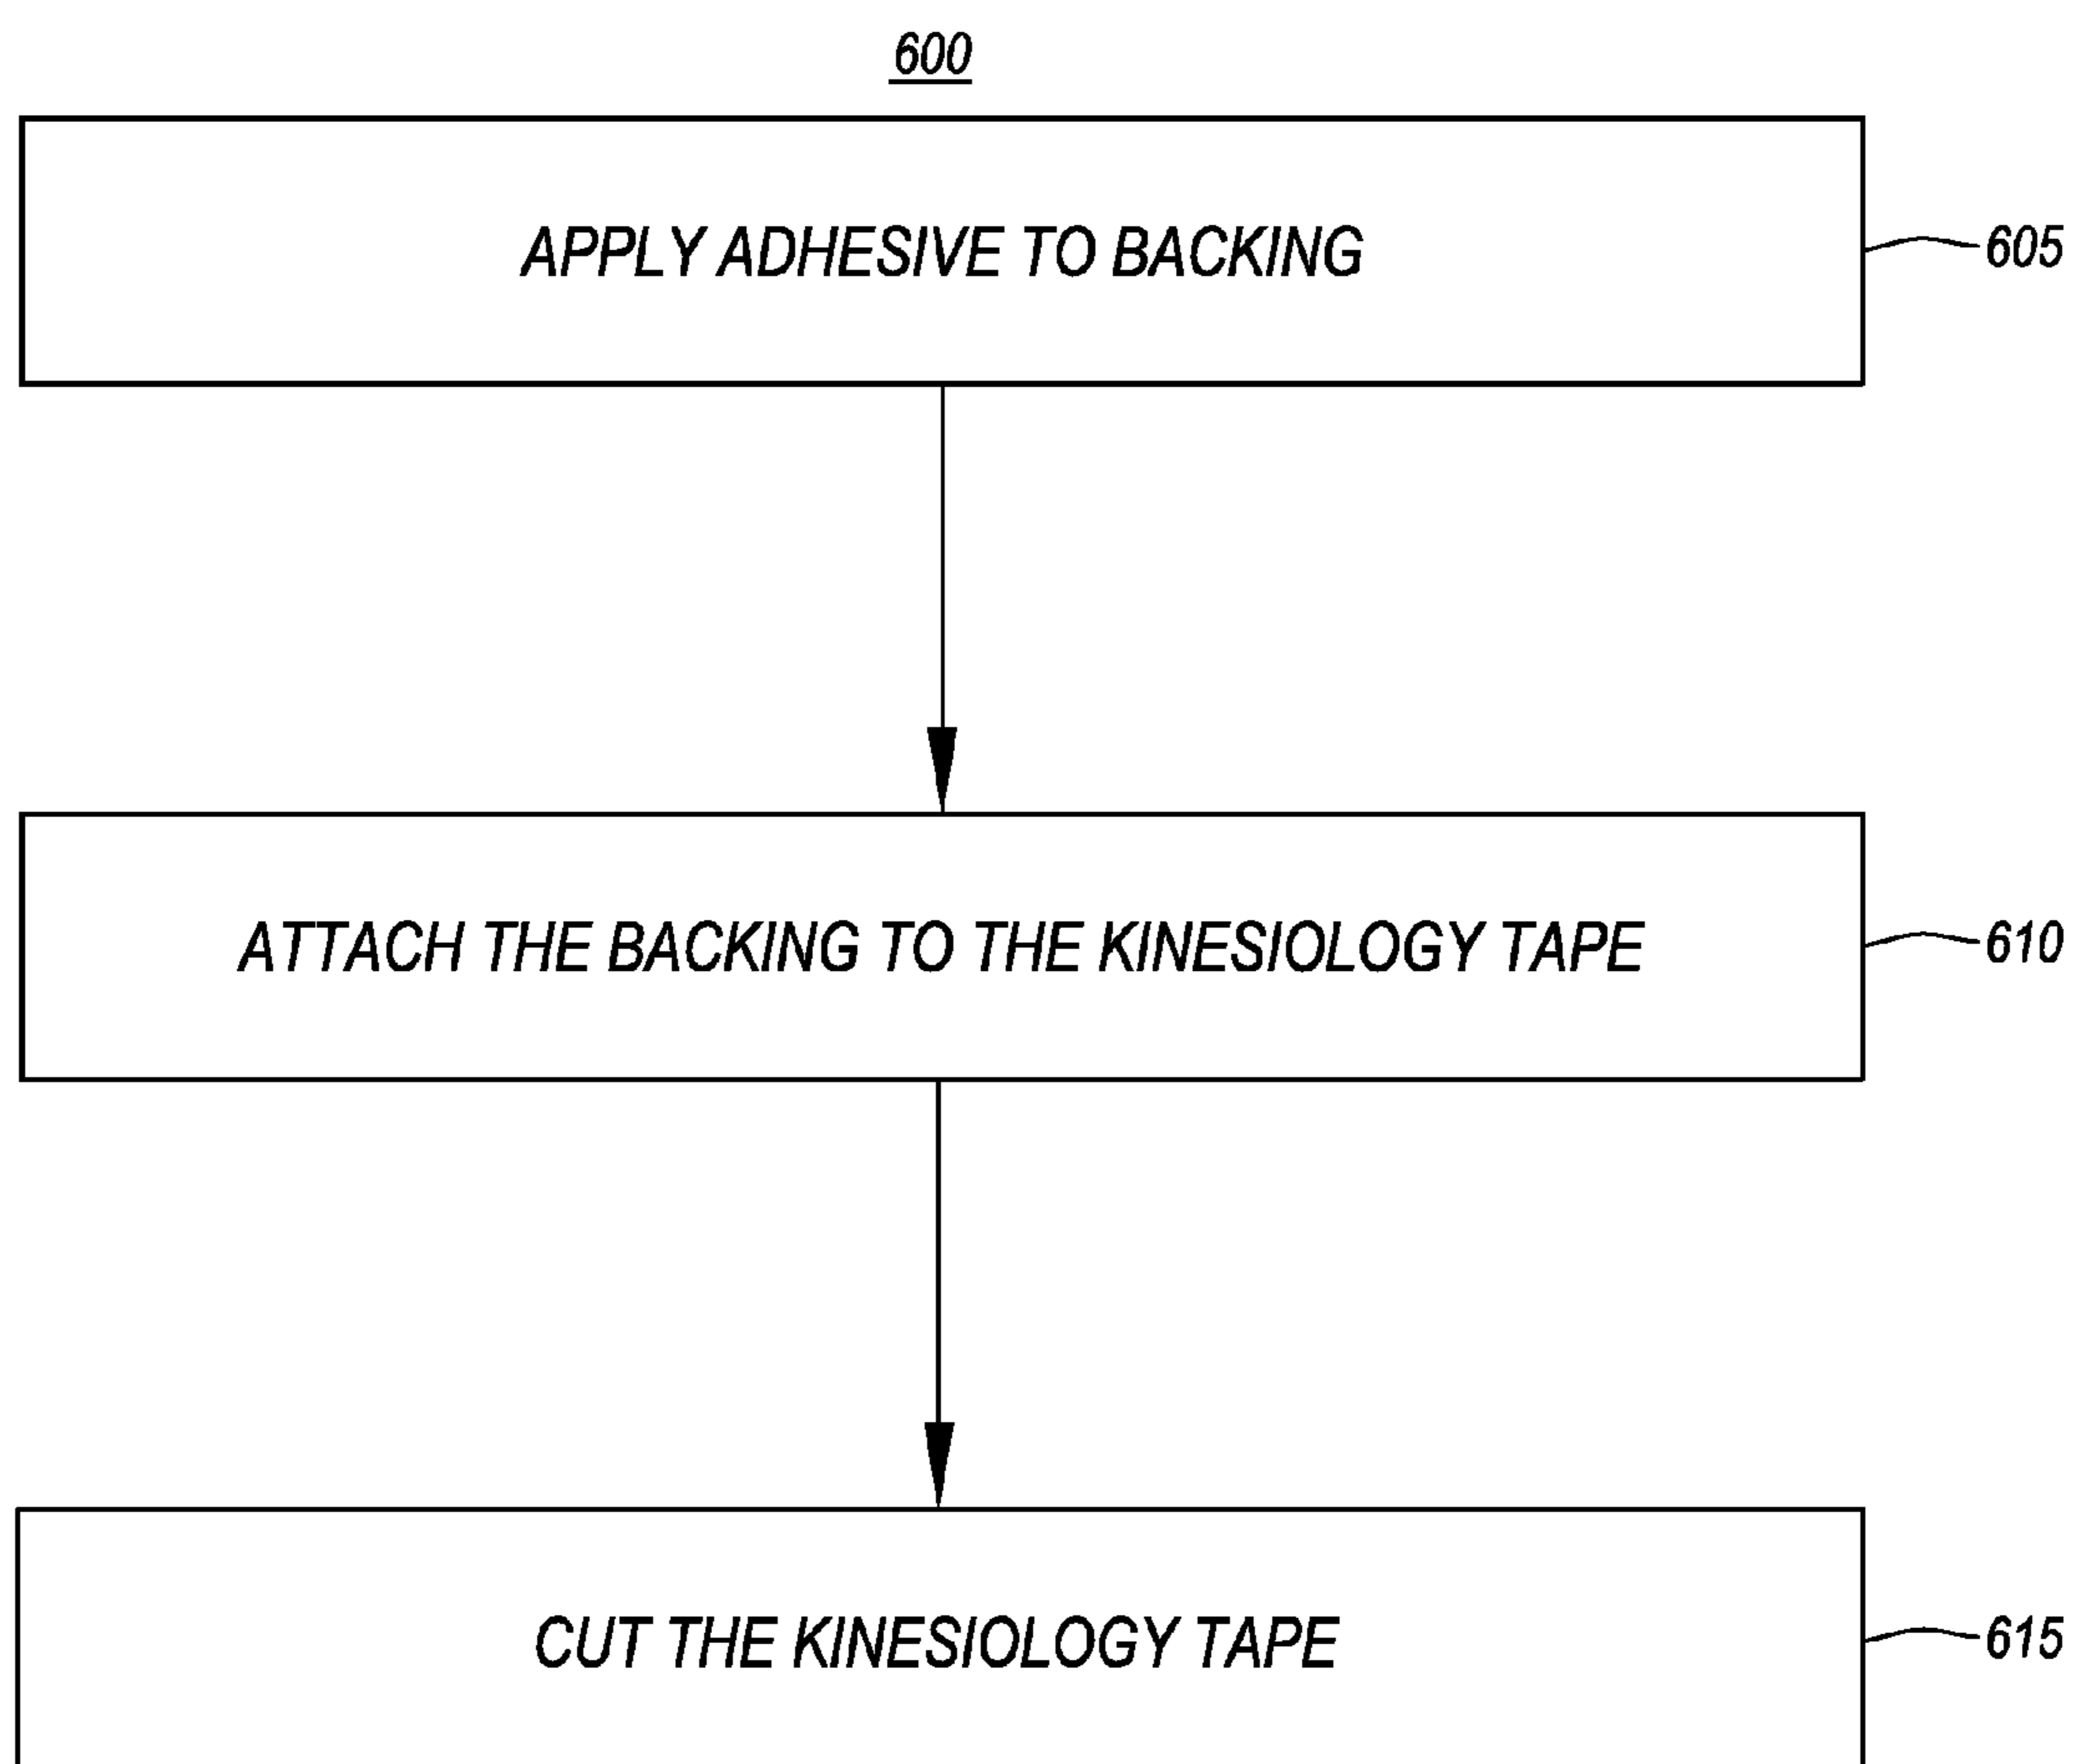 600
APPLY ADHESIVE TO BACKING
605
ATTACH THE BACKING TO THE KINESIOLOGY TAPE
610
CUT THE KINESIOLOGY TAPE
615